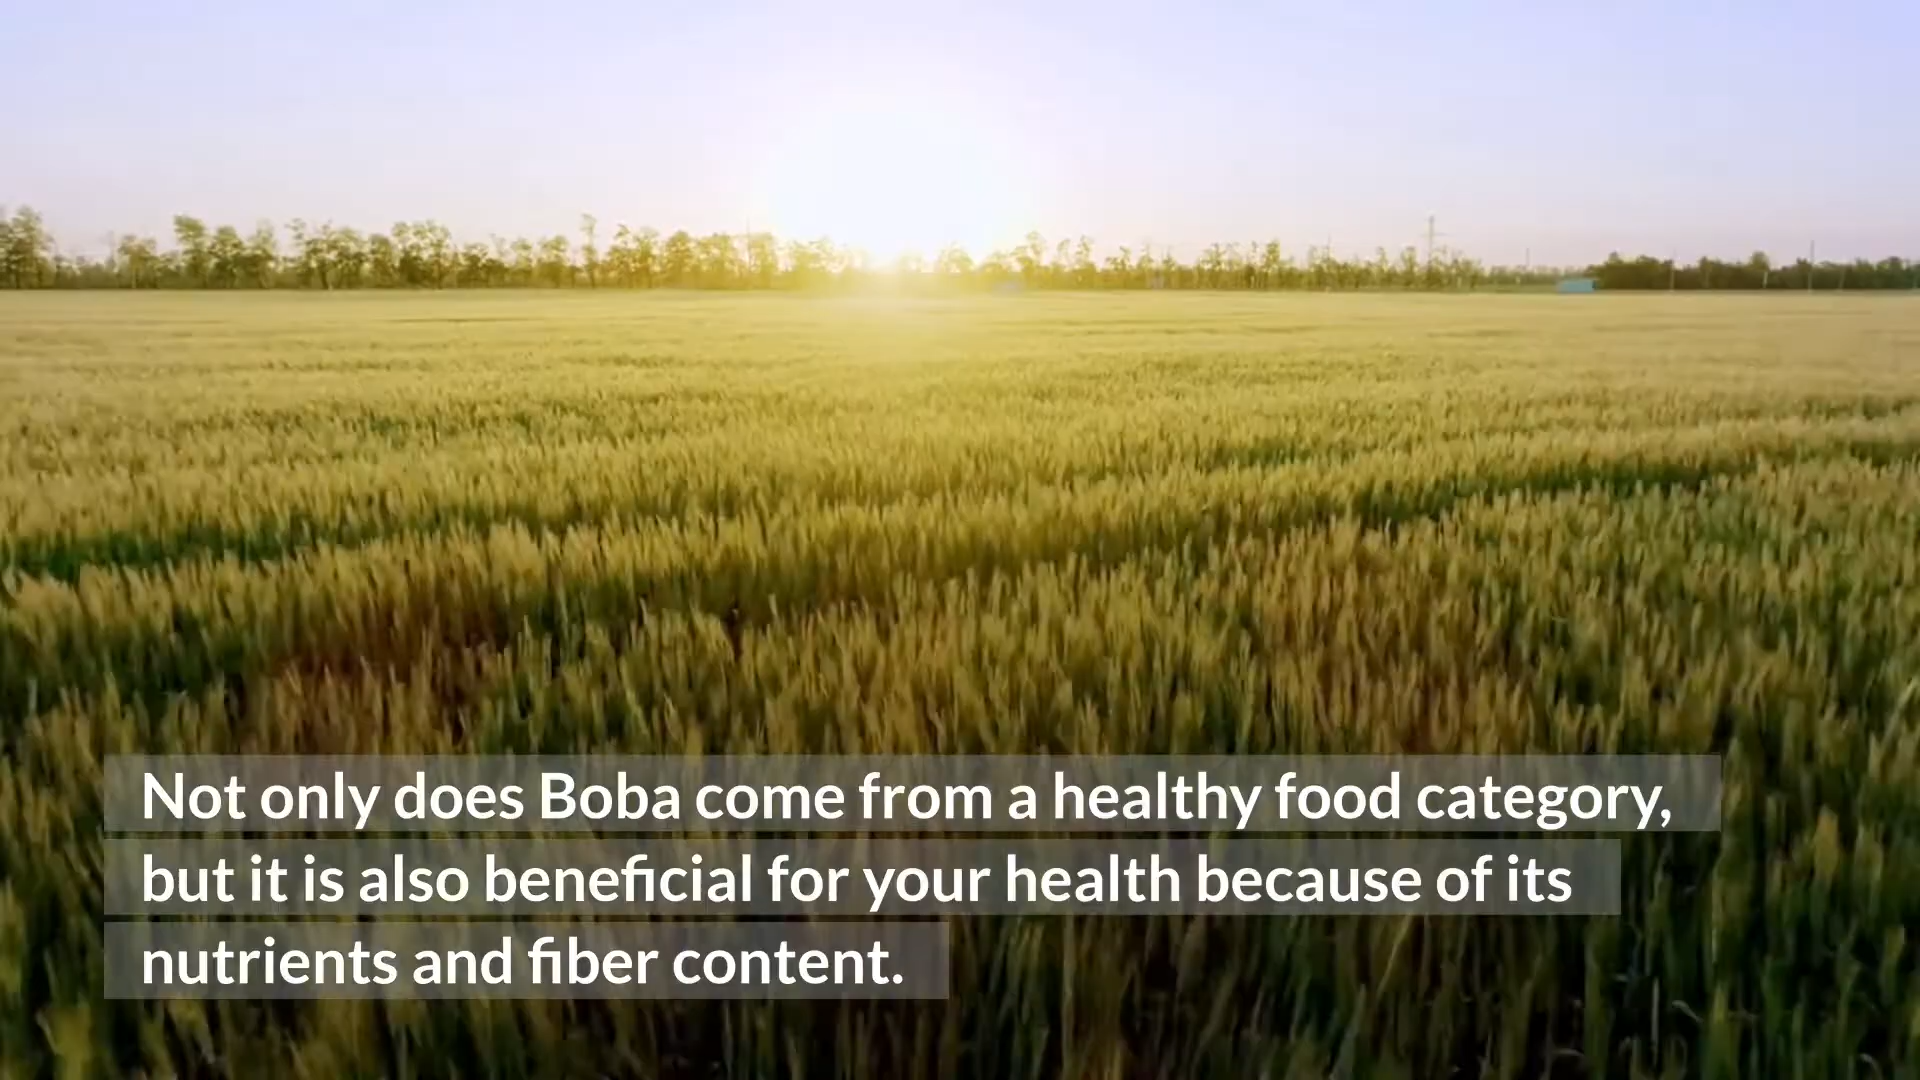 Not only does Boba come from a healthy food category,
but it is also beneficial for your health because of its
nutrients and fiber content.